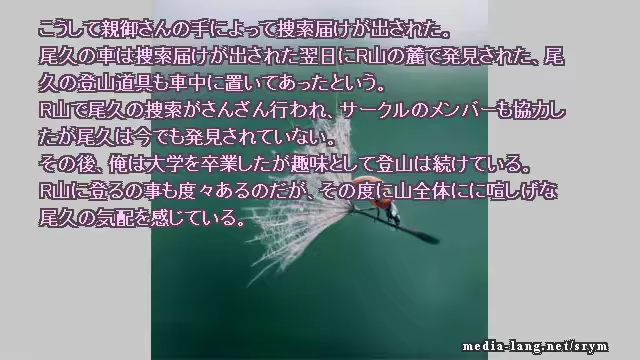 こうして親御さんの手によって捜索届けが出された。
尾久の車は捜索届けが出された翌日にR山の麓で発見された、尾
久の登山道具も車中に置いてあったという。
R山で尾久の捜索がさんざん行われ、サークルのメンバーも協力し
たが尾久は今でも発見されていない。
その後、俺は大学を卒業したが趣味として登山は続けている。
R山に登るの事も度々あるのだが、その度に山全体にに喧しげな
尾久の気配を感じている。
media-lang.net/srym